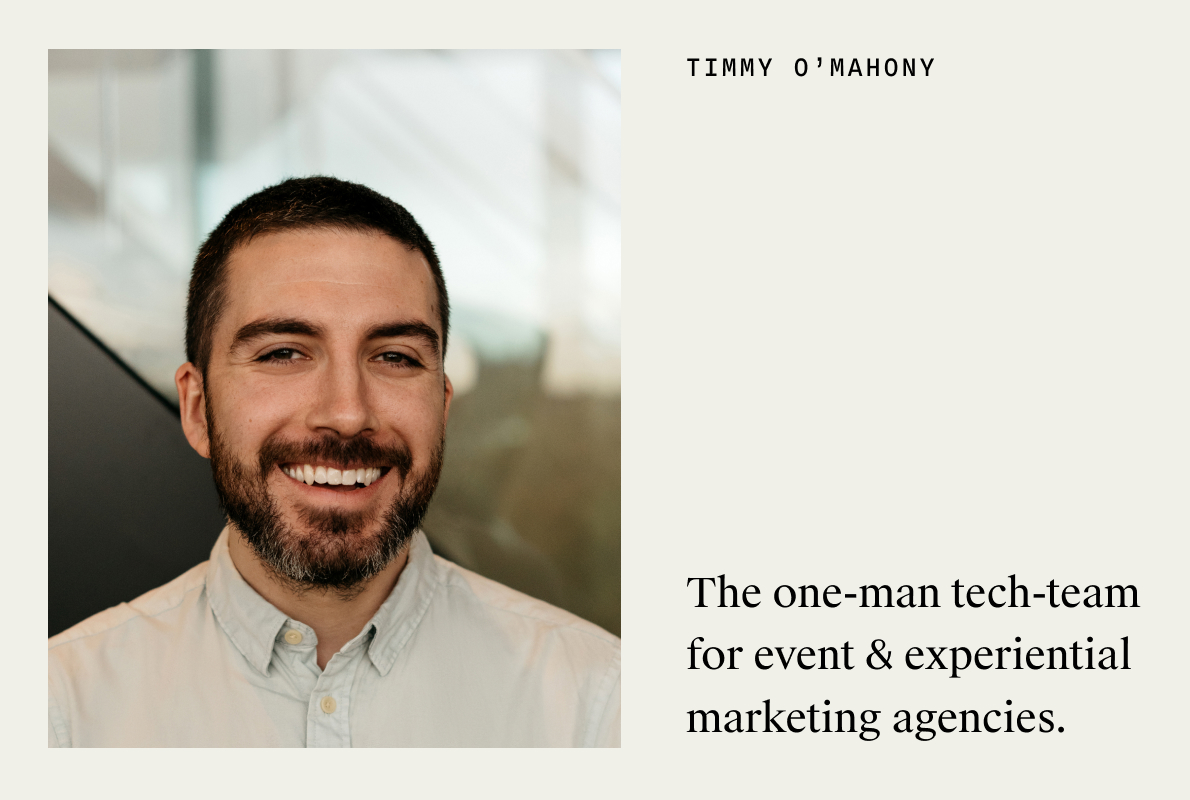 TIMMY O’MAHONY
The one-man tech-team
for event & experiential
marketing agencies.